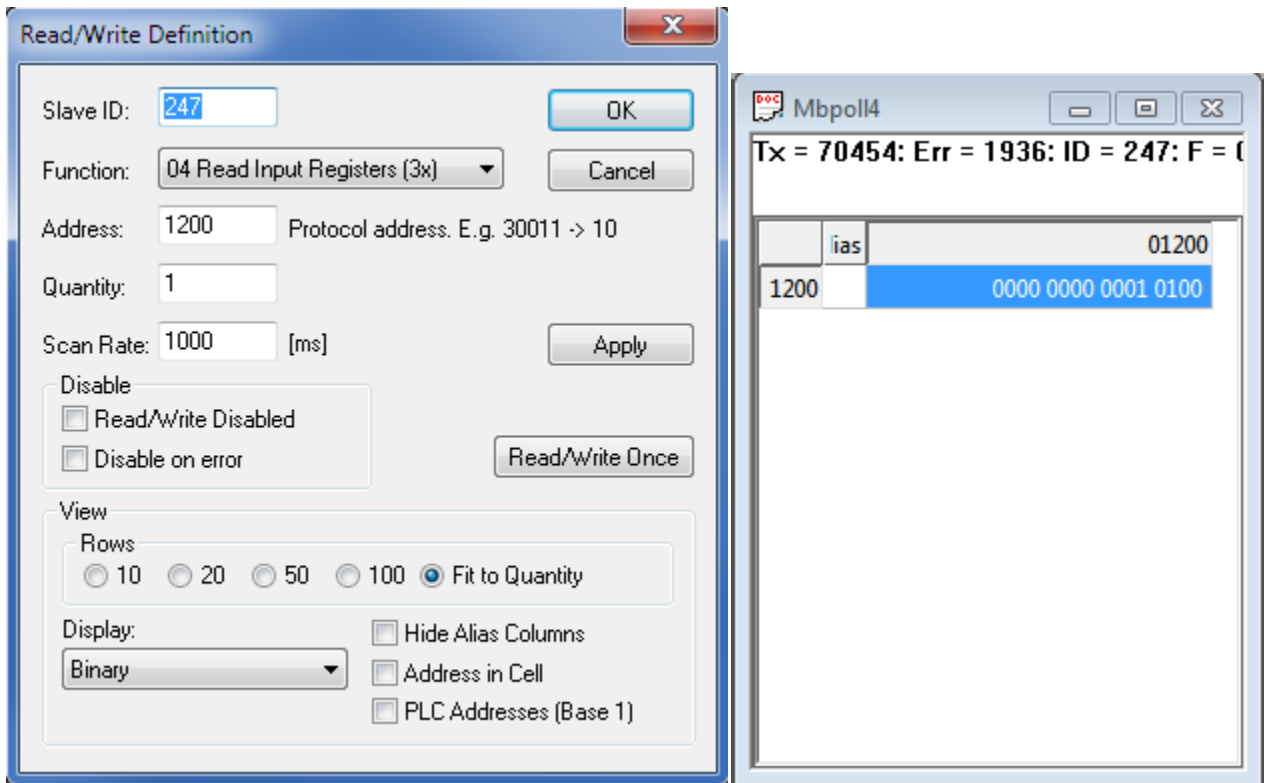 Read/Write Definition
Slave ID: 247 OK
Function: 04 Read Input Registers (3x) Cancel
Address: 1200 Protocol address. E.g. 30011 -> 10
Quantity: 1
Scan Rate: 1000 [ms] Apply
Disable
Read/Write Disabled
Disable on error
Read/Write Once
View
Rows
10 20 50 100 Fit to Quantity
Display:
Binary
Hide Alias Columns
Address in Cell
PLC Addresses (Base 1)
DOC Mbpoll4
Tx = 70454: Err = 1936: ID = 247: F =
ias 01200
1200 0000 0000 0001 0100